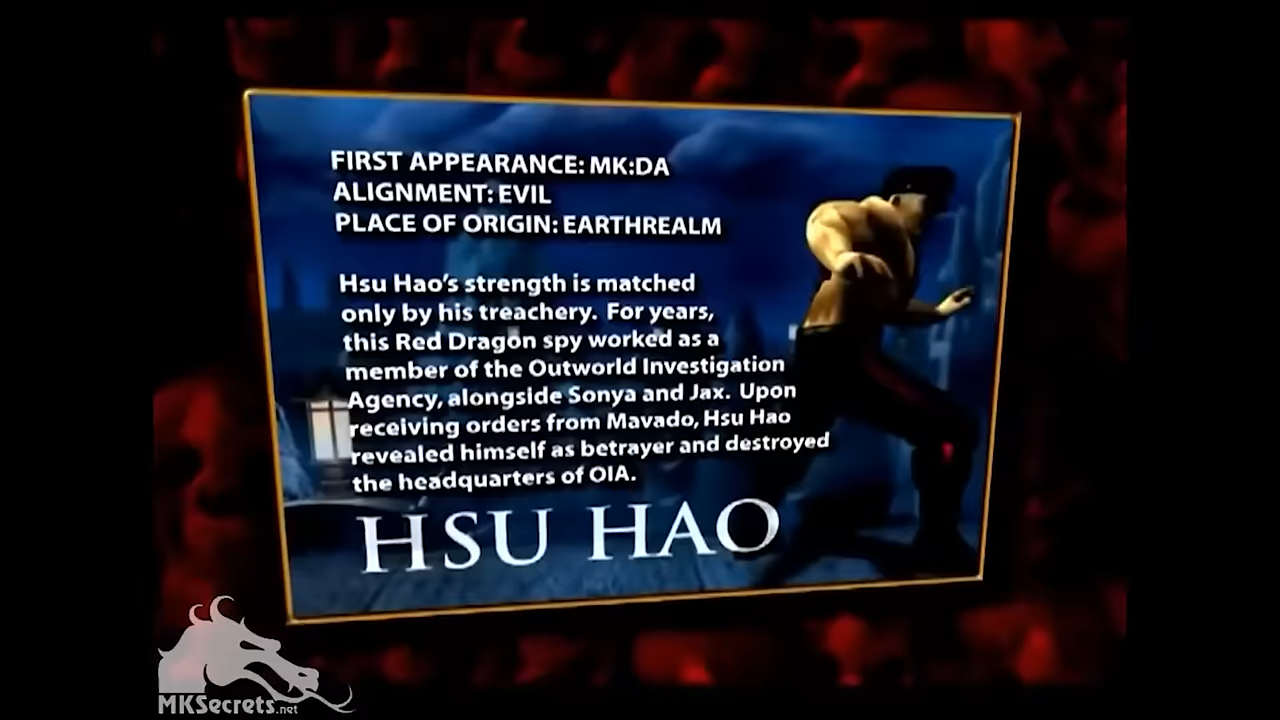 FIRST APPEARANCE: MK:DA
ALIGNMENT: EVIL
PLACE OF ORIGIN: EARTHREALM
Hsu Hao's strength is matched
only by his treachery. For years,
this Red Dragon spy worked as a
member of the Outworld Investigation
Agency, alongside Sonya and Jax. Upon
receiving orders from Mavado, Hsu Hao
revealed himself as betrayer and destroyed
the headquarters of OIA.
HSU HAO
MKSecrets.net